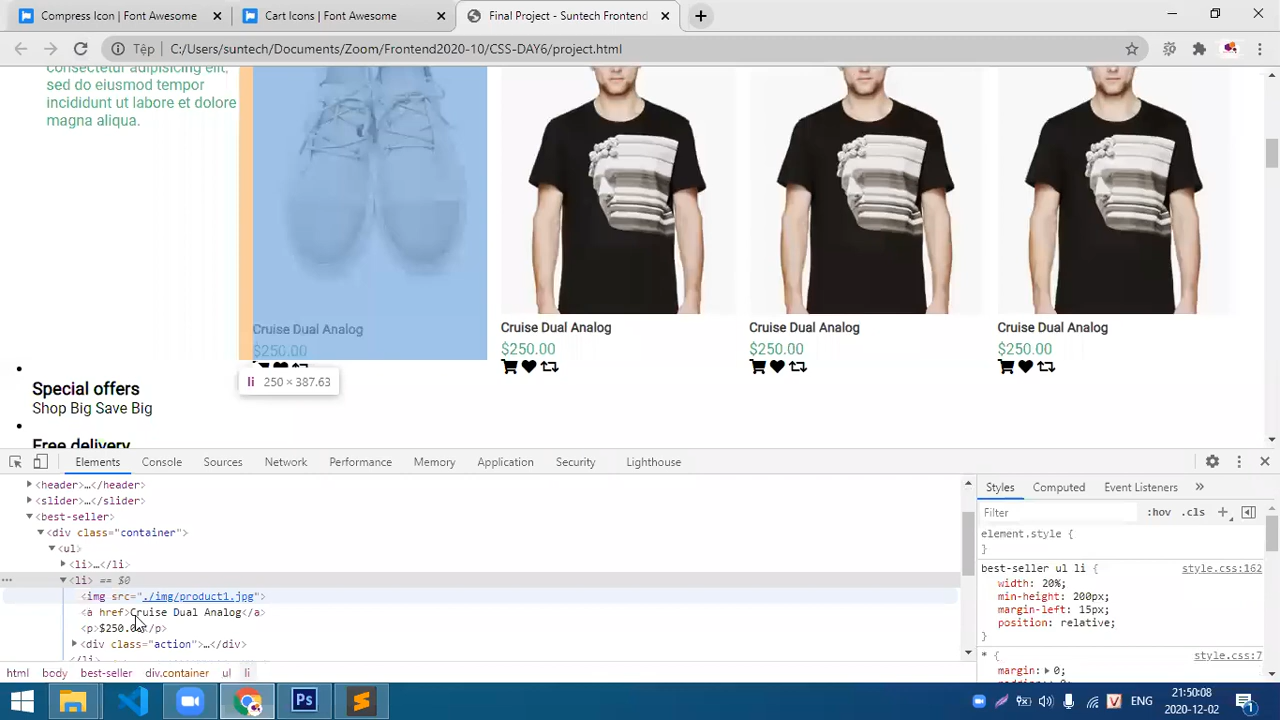 Compress Icon | Font Awesome
Cart Icons | Font Awesome
Final Project - Suntech Frontend
Tệp
C:/Users/suntech/Documents/Zoom/Frontend2020-10/CSS-DAY6/project.html
consectetur adipisicing elit,
sed do eiusmod tempor
incididunt ut labore et dolore
magna aliqua.
Cruise Dual Analog
$250.00
Cruise Dual Analog
$250.00
Cruise Dual Analog
$250.00
Cruise Dual Analog
$250.00
li 250 × 387.63
Special offers
Shop Big Save Big
Free delivery
Elements Console Sources Network Performance Memory Application Security Lighthouse
<header>…</header>
<slider>…</slider>
<best-seller>
<div class="container">
<ul>
<li>…</li>
<li> == $0
<img src="./img/product1.jpg">
<a href>Cruise Dual Analog</a>
<p>$250.00</p>
<div class="action">…</div>
</li>
html body best-seller div.container ul li
Styles Computed Event Listeners »
Filter :hov .cls +
element.style {
}
best-seller ul li { style.css:162
width: 20%;
min-height: 200px;
margin-left: 15px;
position: relative;
}
* { style.css:7
margin: 0;
ENG
21:50:08
2020-12-02